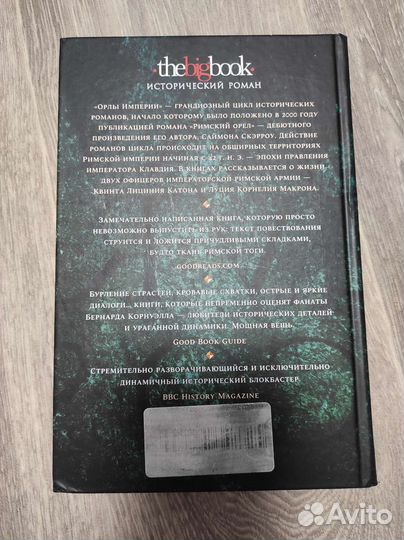 ·thebigbook·
ИСТОРИЧЕСКИЙ РОМАН
«Орлы Империи» — грандиозный цикл исторических
романов, начало которому было положено в 2000 году
публикацией романа «Римский орел» — дебютного
произведения его автора, Саймона Скэрроу. Действие
романов цикла происходит на обширных территориях
Римской империи начиная с 42 г. н. э. — эпохи правления
императора Клавдия. В книгах рассказывается о жизни
двух офицеров императорской римской армии —
Квинта Лициния Катона и Луция Корнелия Макрона.
Замечательно написанная книга, которую просто
невозможно выпустить из рук: текст повествования
струится и ложится причудливыми складками,
будто ткань римской тоги.
GOODREADS.COM
Бурление страстей, кровавые схватки, острые и яркие
диалоги... книги, которые непременно оценят фанаты
Бернарда Корнуэлла — любители исторических деталей
и ураганной динамики. Мощная вещь.
Good Book Guide
Стремительно разворачивающийся и исключительно
динамичный исторический блокбастер.
BBC History Magazine
Avito